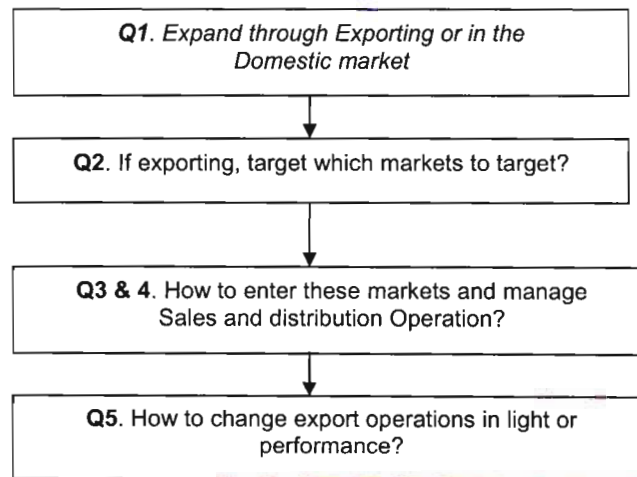 Q1. Expand through Exporting or in the
Domestic market
Q2. If exporting, target which markets to target?
Q3 & 4. How to enter these markets and manage
Sales and distribution Operation?
Q5. How to change export operations in light or
performance?